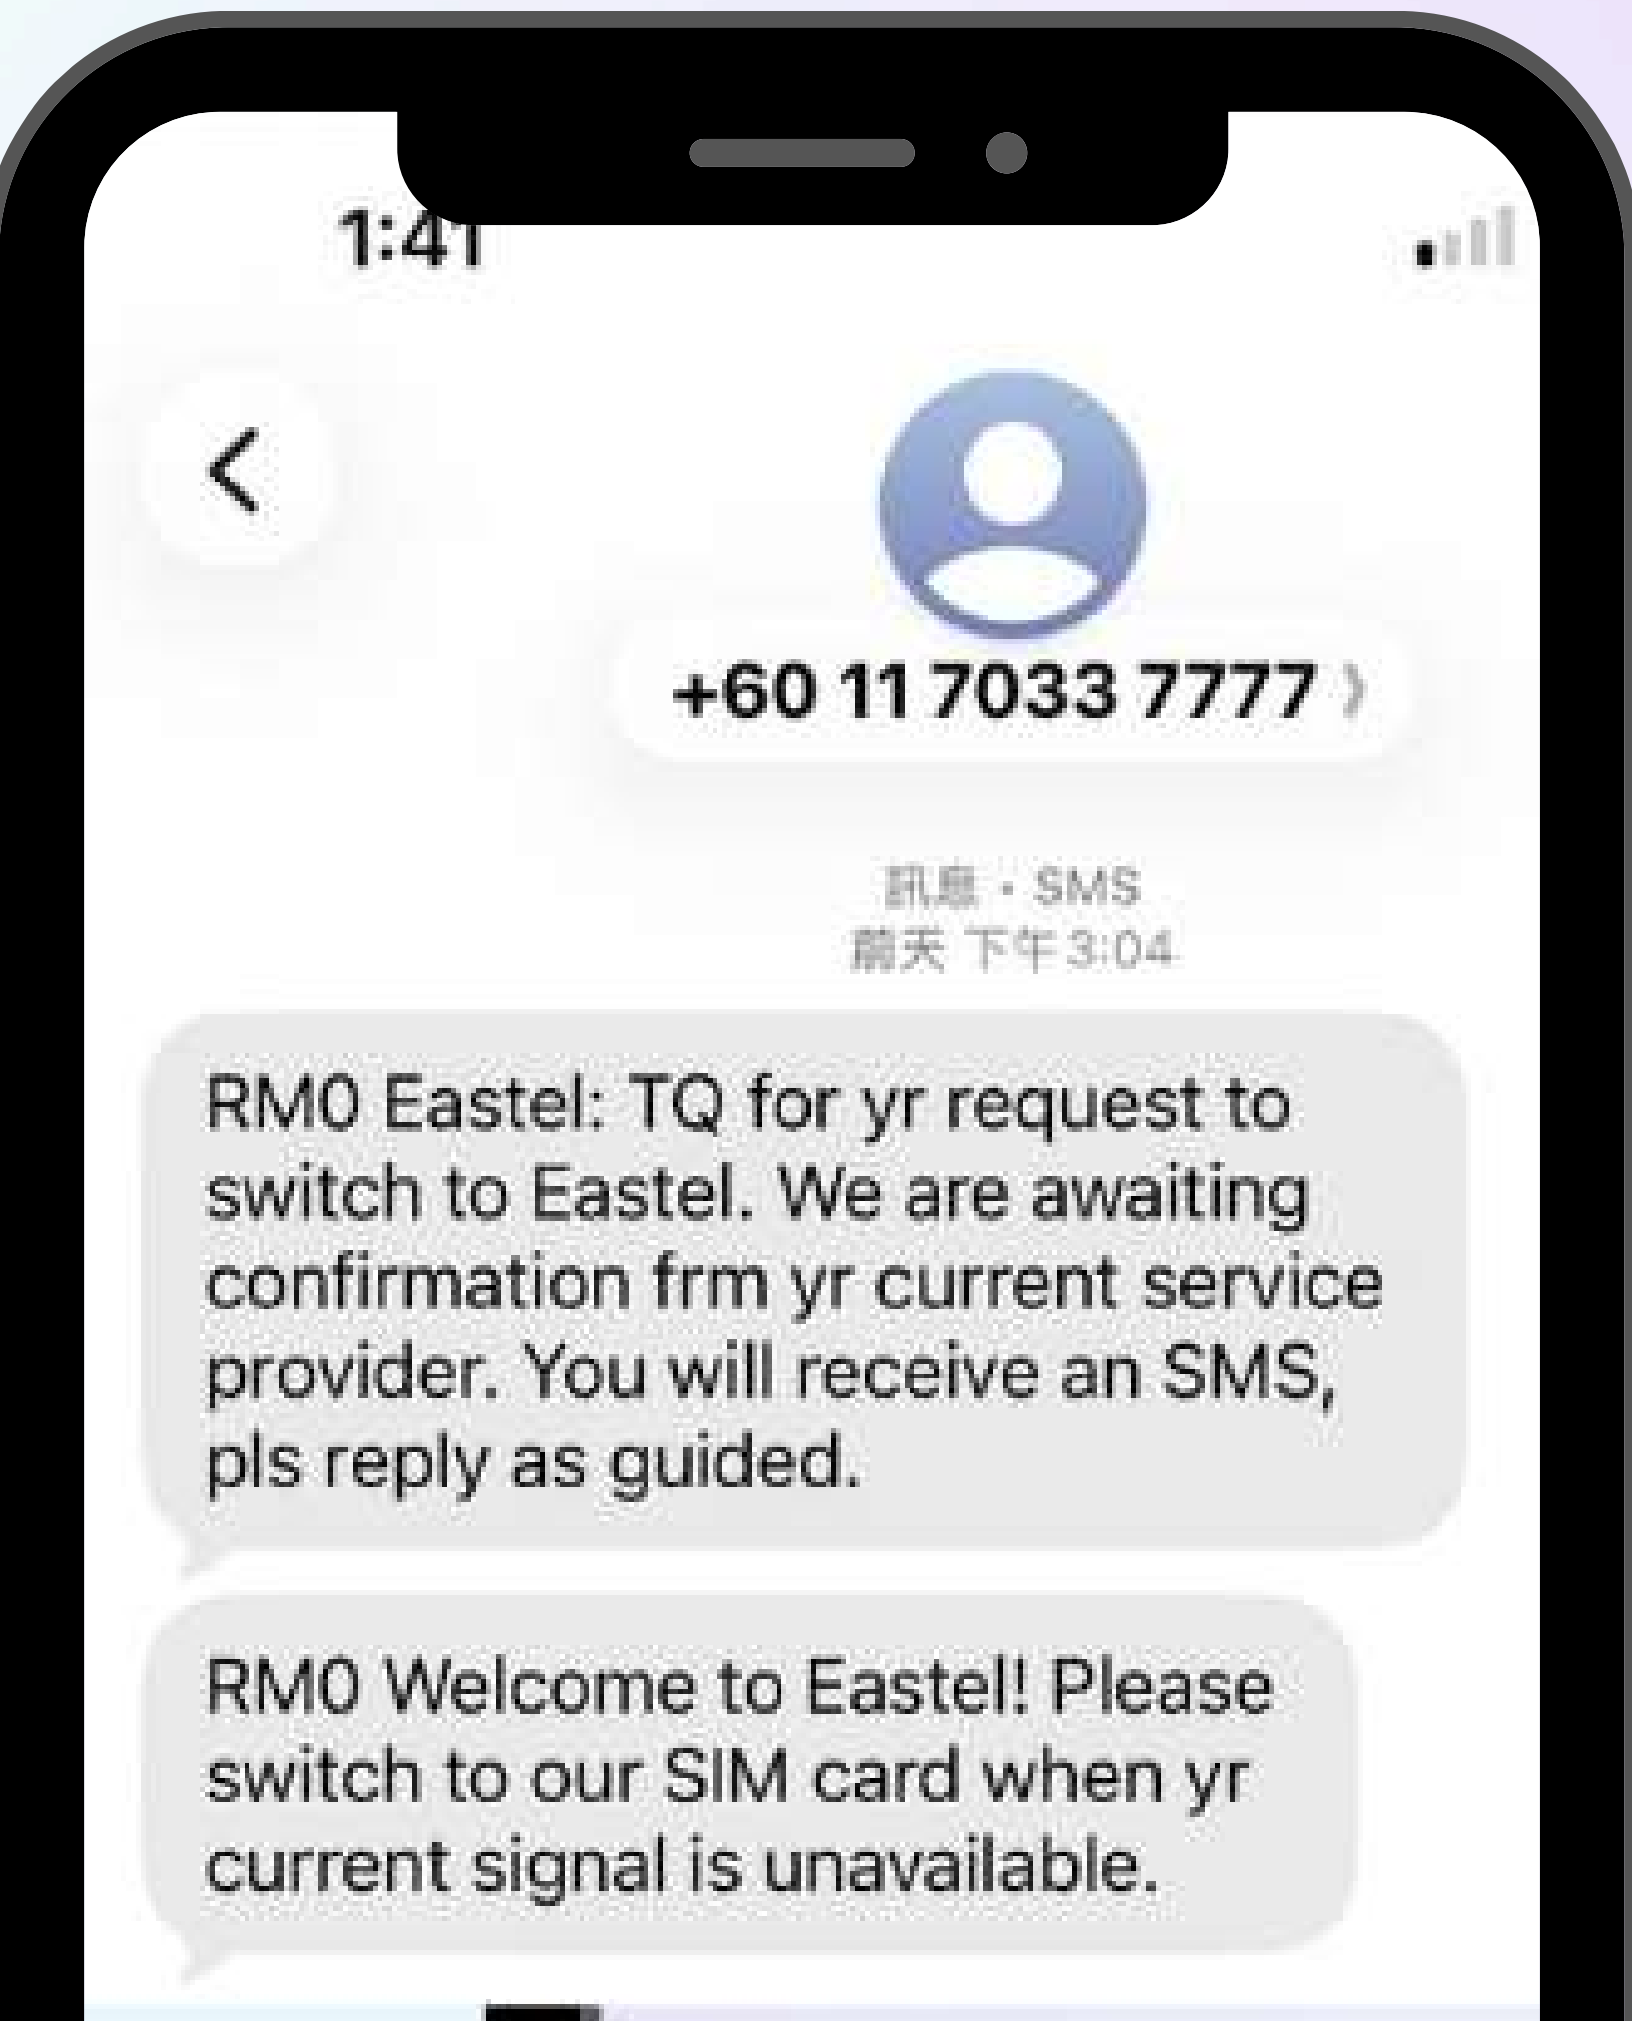 1:41
+60 11 7033 7777
訊息・SMS
前天 下午3:04
RM0 Eastel: TQ for yr request to
switch to Eastel. We are awaiting
confirmation frm yr current service
provider. You will receive an SMS,
pls reply as guided.
RM0 Welcome to Eastel! Please
switch to our SIM card when yr
current signal is unavailable.